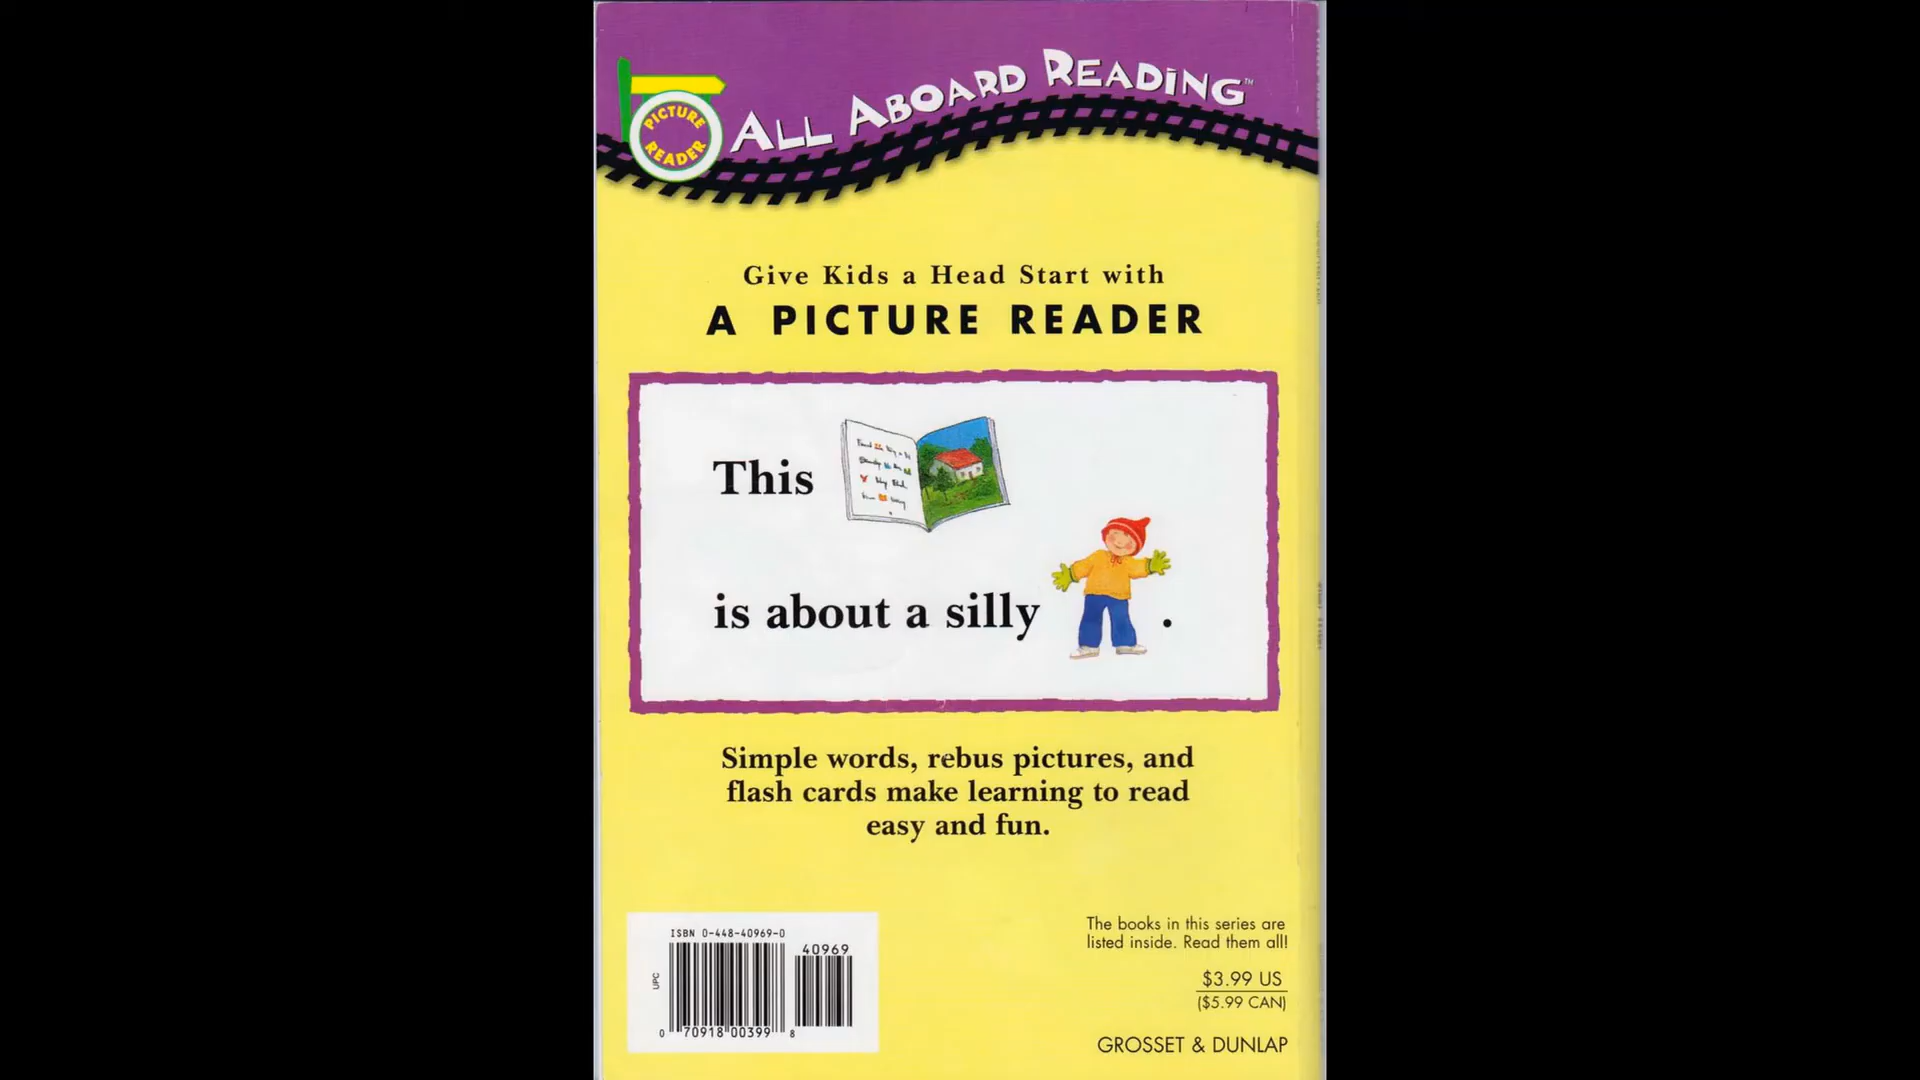 ALL ABOARD READING™
PICTURE
READER
Give Kids a Head Start with
A PICTURE READER
This
is about a silly .
Simple words, rebus pictures, and
flash cards make learning to read
easy and fun.
ISBN 0-448-40969-0
40969
UPC
0 70918 00399 8
The books in this series are
listed inside. Read them all!
$3.99 US
($5.99 CAN)
GROSSET & DUNLAP